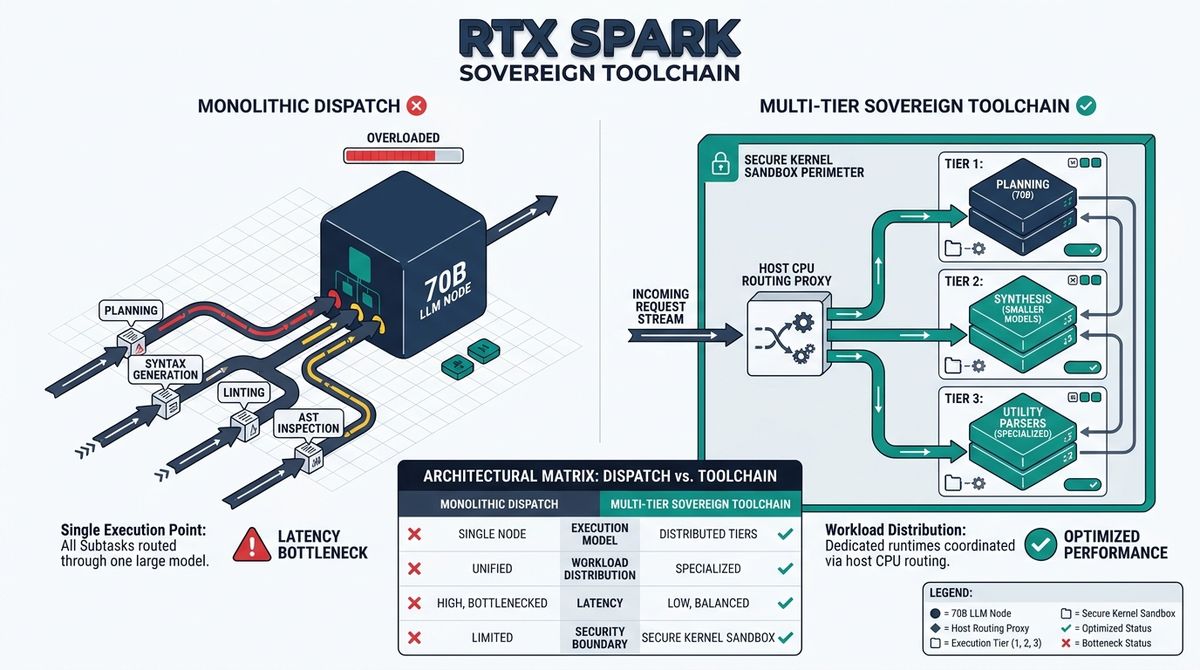 RTX SPARK
SOVEREIGN TOOLCHAIN
MONOLITHIC DISPATCH
OVERLOADED
70B
LLM NODE
PLANNING
SYNTAX
GENERATION
LINTING
AST
INSPECTION
Single Execution Point:
All Subtasks routed
through one large model.
LATENCY
BOTTLENECK
MULTI-TIER SOVEREIGN TOOLCHAIN
SECURE KERNEL
SANDBOX PERIMETER
INCOMING
REQUEST
STREAM
HOST CPU
ROUTING PROXY
TIER 1:
PLANNING
(70B)
TIER 2:
SYNTHESIS
(SMALLER
MODELS)
TIER 3:
UTILITY
PARSERS
(SPECIALIZED)
Workload Distribution:
Dedicated runtimes coordinated
via host CPU routing.
OPTIMIZED
PERFORMANCE
ARCHITECTURAL MATRIX: DISPATCH vs. TOOLCHAIN
MONOLITHIC DISPATCH MULTI-TIER SOVEREIGN TOOLCHAIN
SINGLE NODE EXECUTION MODEL DISTRIBUTED TIERS
UNIFIED WORKLOAD DISTRIBUTION SPECIALIZED
HIGH, BOTTLENECKED LATENCY LOW, BALANCED
LIMITED SECURITY BOUNDARY SECURE KERNEL SANDBOX
LEGEND:
= 70B LLM Node
= Host Routing Proxy
= Execution Tier (1, 2, 3)
= Secure Kernel Sandbox
= Optimized Status
= Botteneck Status